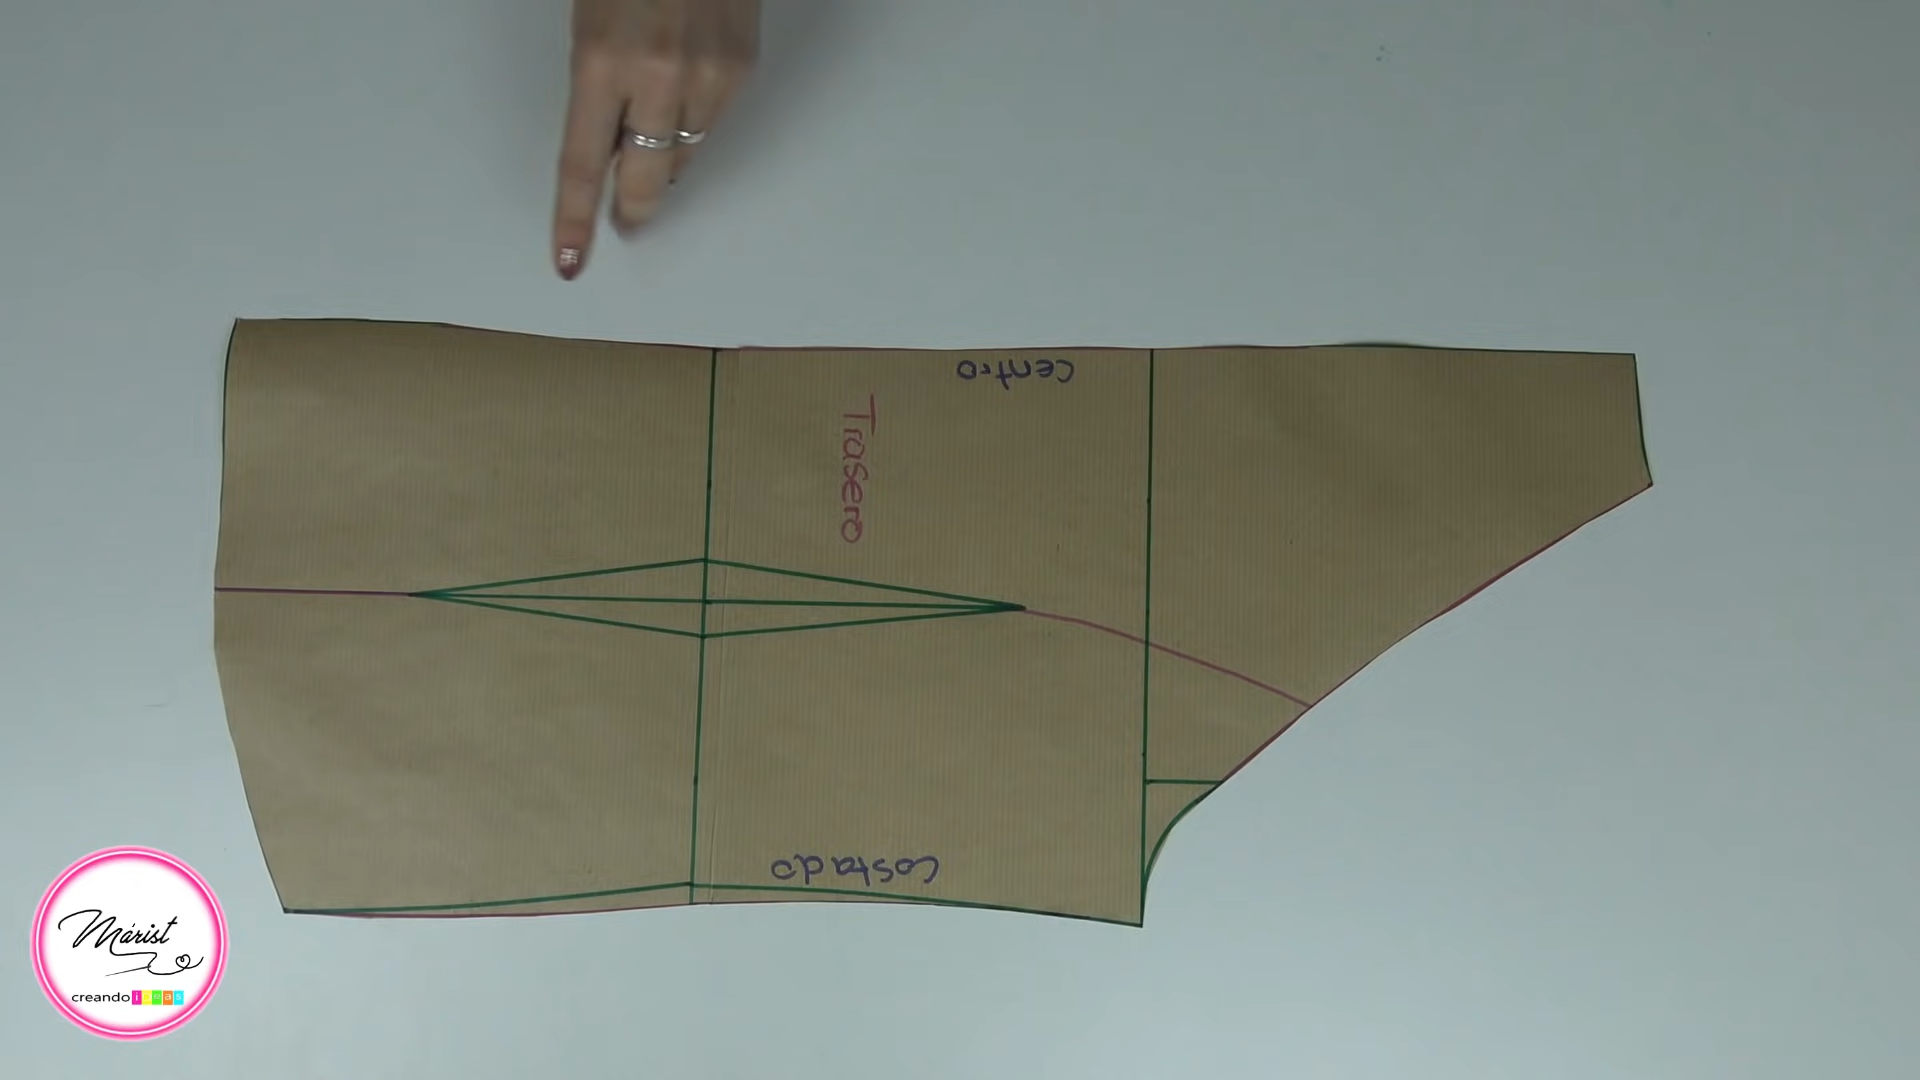 centro
Trasero
costado
Márist
creando ideas